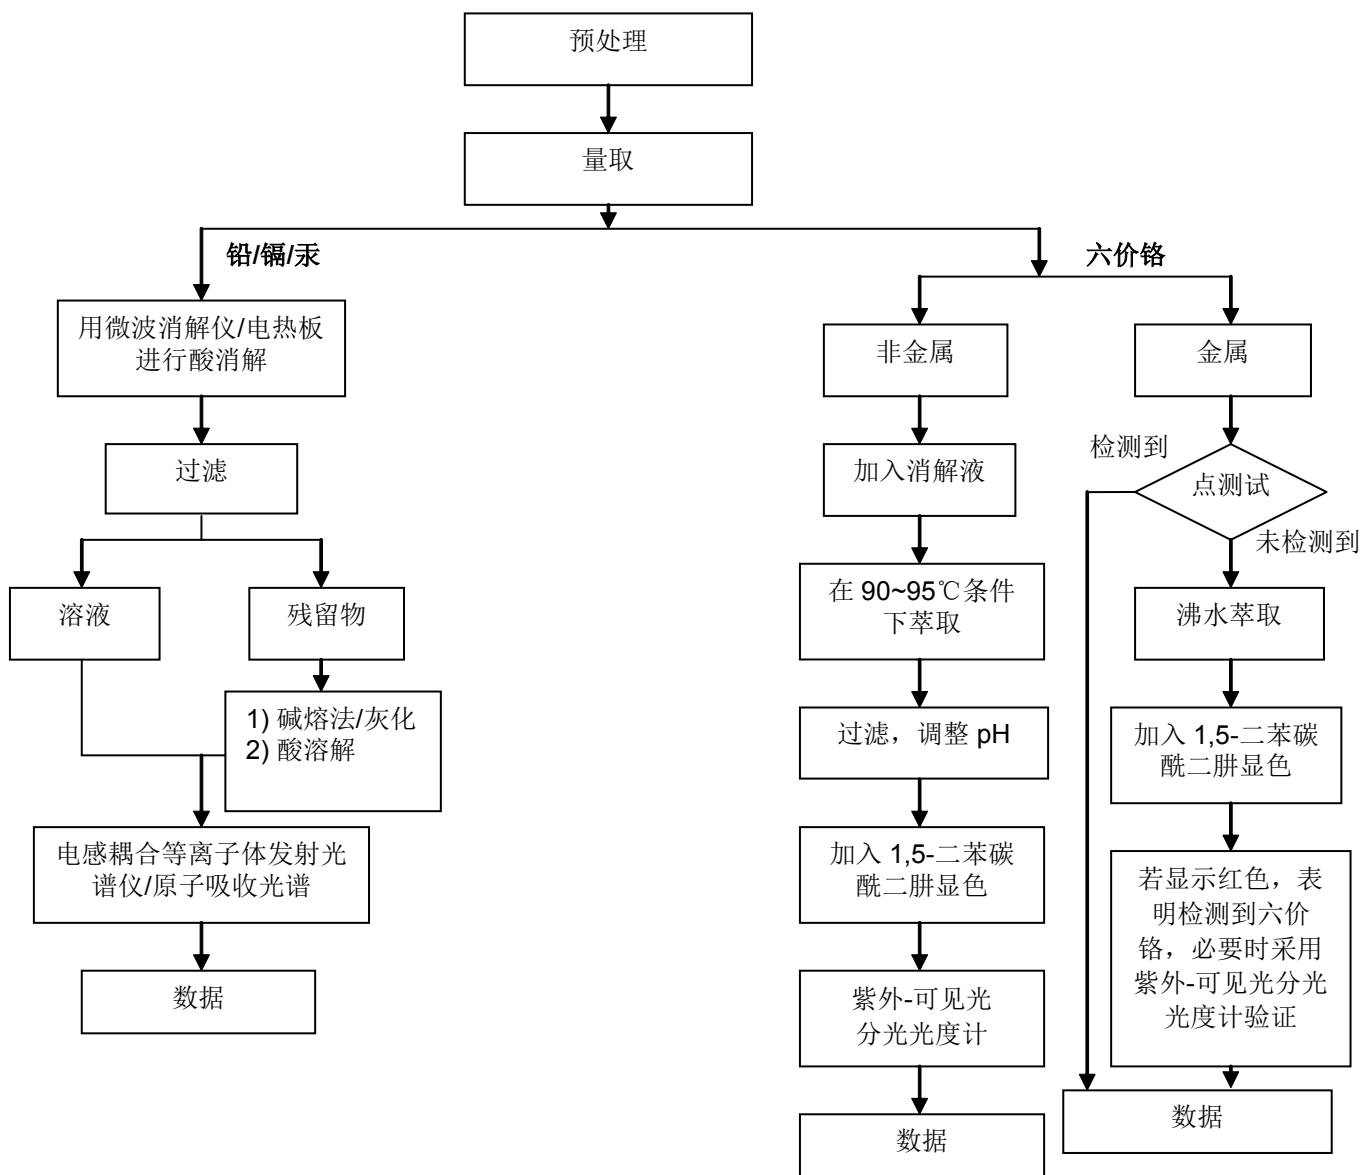 预处理
量取
铅/镉/汞
六价铬
用微波消解仪/电热板
进行酸消解
过滤
溶液
残留物
1) 碱熔法/灰化
2) 酸溶解
电感耦合等离子体发射光
谱仪/原子吸收光谱
数据
非金属
加入消解液
在 90~95℃条件
下萃取
过滤，调整 pH
加入 1,5-二苯碳
酰二肼显色
紫外-可见光
分光光度计
数据
金属
检测到
点测试
未检测到
沸水萃取
加入 1,5-二苯碳
酰二肼显色
若显示红色，表
明检测到六价
铬，必要时采用
紫外-可见光分光
光度计验证
数据